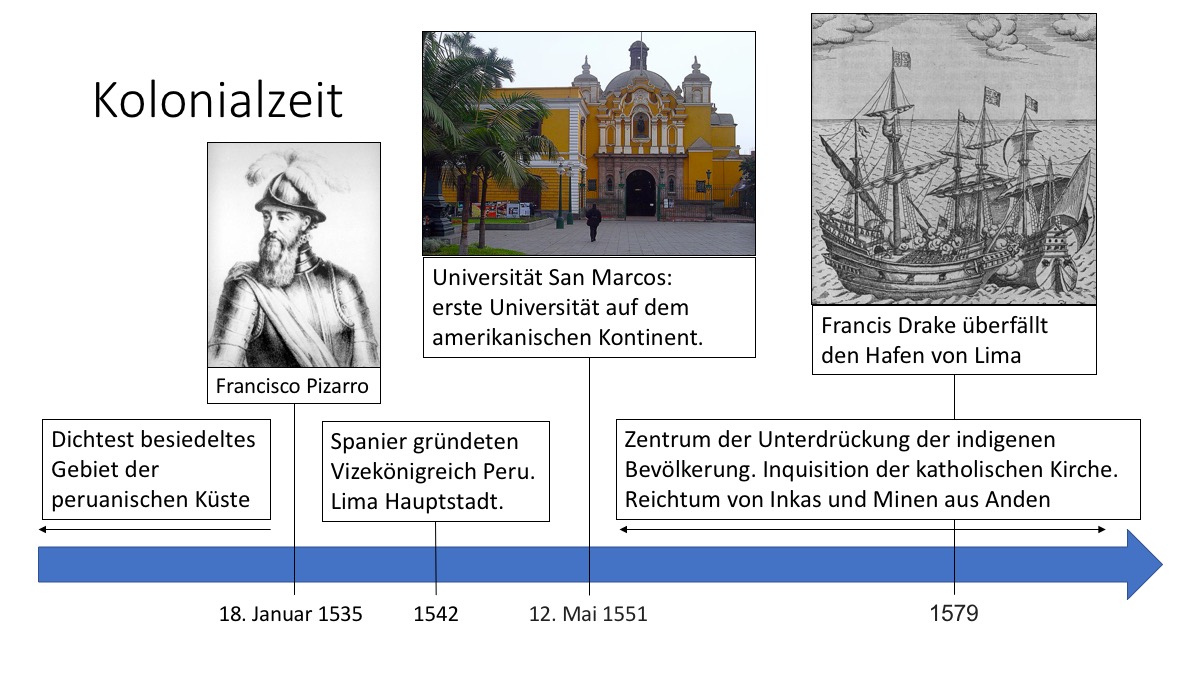 Kolonialzeit
Francisco Pizarro
Universität San Marcos:
erste Universität auf dem
amerikanischen Kontinent.
Francis Drake überfällt
den Hafen von Lima
Dichtest besiedeltes
Gebiet der
peruanischen Küste
Spanier gründeten
Vizekönigreich Peru.
Lima Hauptstadt.
Zentrum der Unterdrückung der indigenen
Bevölkerung. Inquisition der katholischen Kirche.
Reichtum von Inkas und Minen aus Anden
18. Januar 1535
1542
12. Mai 1551
1579